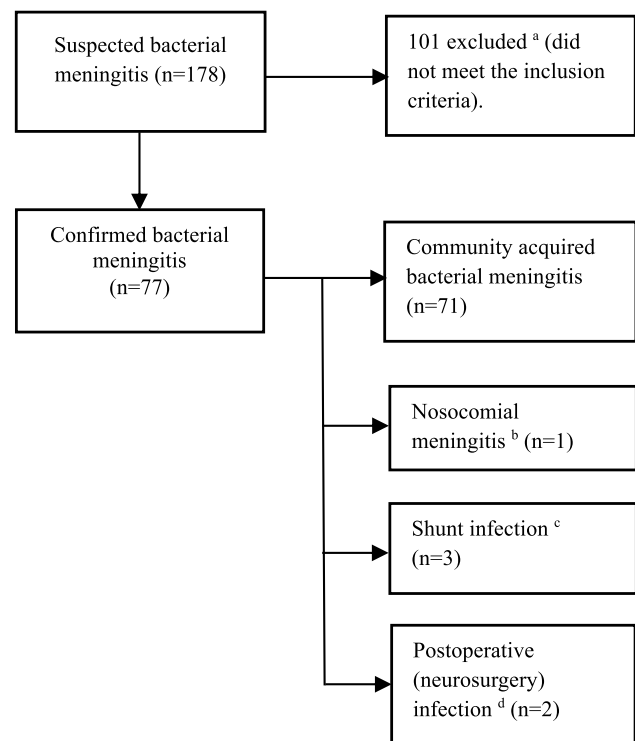 Suspected bacterial
meningitis (n=178)
101 excluded ᵃ (did
not meet the inclusion
criteria).
Confirmed bacterial
meningitis
(n=77)
Community acquired
bacterial meningitis
(n=71)
Nosocomial
meningitis ᵇ (n=1)
Shunt infection ᶜ
(n=3)
Postoperative
(neurosurgery)
infection ᵈ (n=2)